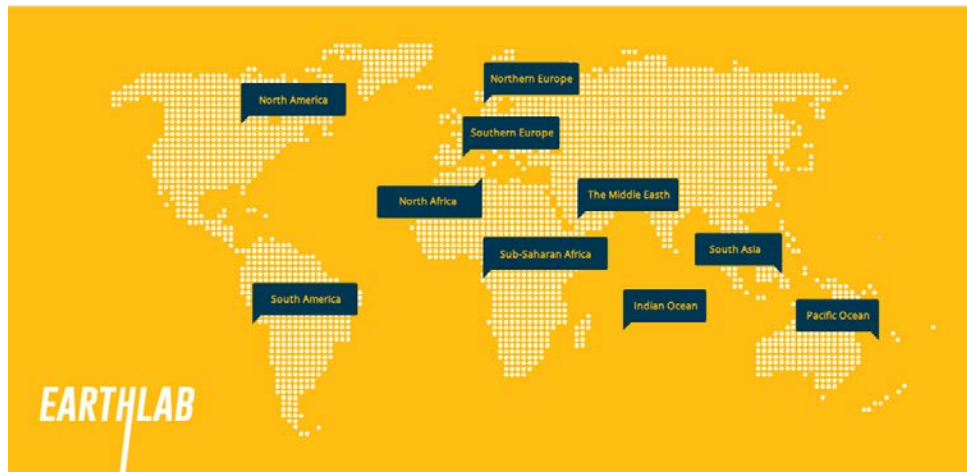 Northern Europe
North America
Southern Europe
The Middle Easth
North Africa
Sub-Saharan Africa
South Asia
South America
Indian Ocean
Pacific Ocean
EARTHLAB